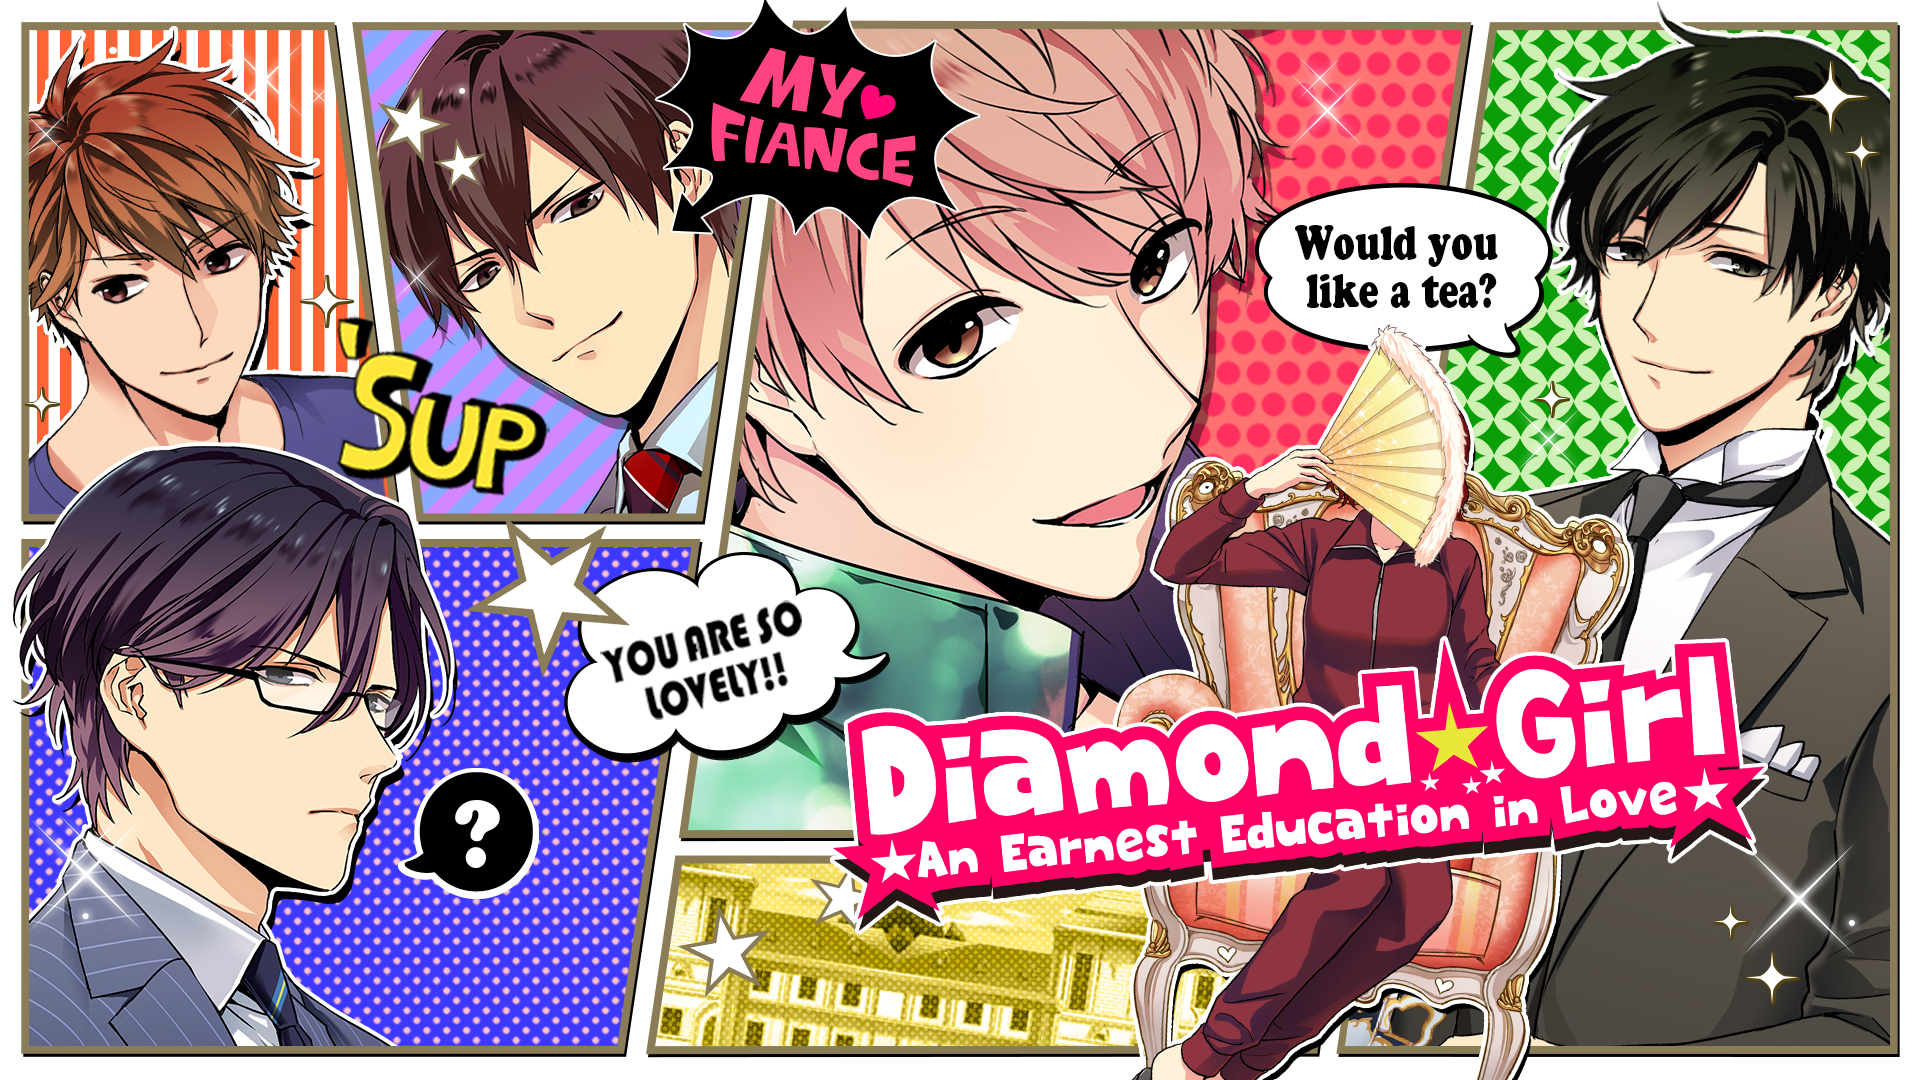 MY
FIANCE
Would you
like a tea?
'SUP
YOU ARE SO
LOVELY!!
?
Diamond★Girl
★An Earnest Education in Love★